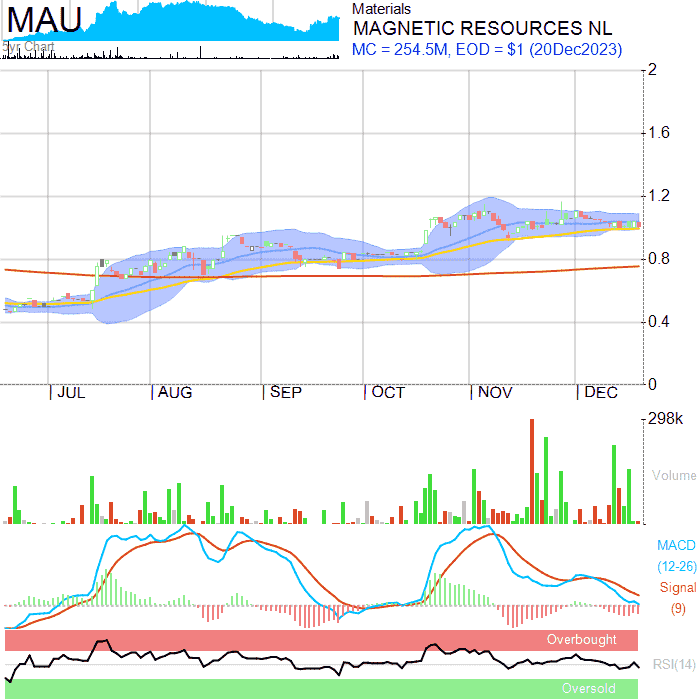 MAU
5yr Chart
Materials
MAGNETIC RESOURCES NL
MC = 254.5M, EOD = $1 (20Dec2023)
2
1.6
1.2
0.8
0.4
0
JUL AUG SEP OCT NOV DEC
298k
Volume
MACD
(12-26)
Signal
(9)
Overbought
RSI(14)
Oversold